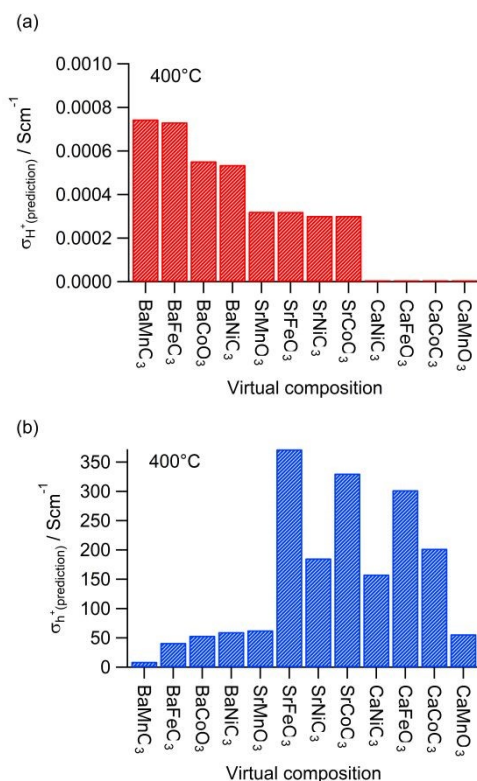 (a)
400°C
σH⁺(prediction) / Scm⁻¹
0.0010
0.0008
0.0006
0.0004
0.0002
0.0000
BaMnC₃
BaFeC₃
BaCoO₃
BaNiC₃
SrMnO₃
SrFeC₃
SrNiC₃
SrCoC₃
CaNiC₃
CaFeO₃
CaCoC₃
CaMnO₃
Virtual composition
(b)
400°C
σh⁺(prediction) / Scm⁻¹
350
300
250
200
150
100
50
0
BaMnC₃
BaFeC₃
BaCoO₃
BaNiC₃
SrMnO₃
SrFeC₃
SrNiC₃
SrCoC₃
CaNiC₃
CaFeO₃
CaCoC₃
CaMnO₃
Virtual composition